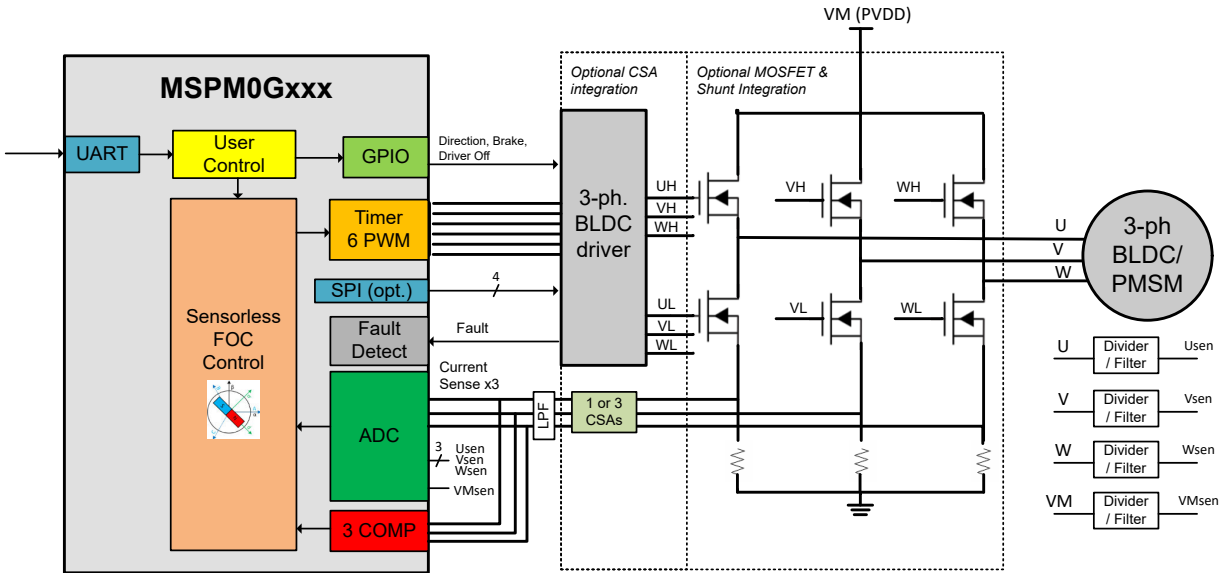 VM (PVDD)
MSPM0Gxxx
Optional CSA
integration
Optional MOSFET &
Shunt Integration
UART
User
Control
GPIO
Direction, Brake,
Driver Off
Timer
6 PWM
3-ph.
BLDC
driver
UH
VH
WH
VH
WH
U
V
W
3-ph
BLDC/
PMSM
SPI (opt.)
4
Sensorless
FOC
Control
Fault
Detect
Fault
UL
VL
WL
VL
WL
Current
Sense x3
ADC
LPF
1 or 3
CSAs
3
Usen
Vsen
Wsen
VMsen
3 COMP
U
Divider
/ Filter
Usen
V
Divider
/ Filter
Vsen
W
Divider
/ Filter
Wsen
VM
Divider
/ Filter
VMsen